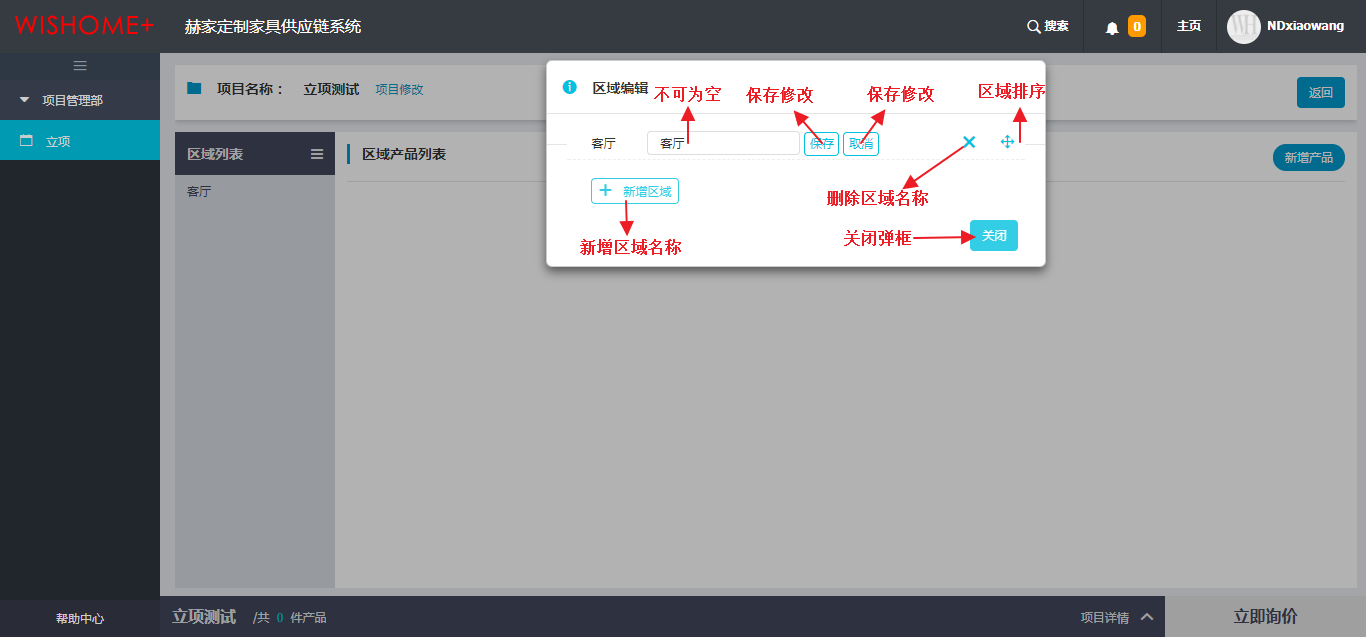 WISHOME+
赫家定制家具供应链系统
搜索
0
主页
NDxiaowang
项目管理部
立项
帮助中心
项目名称：
立项测试
项目修改
返回
区域列表
客厅
区域产品列表
新增产品
区域编辑
不可为空
保存修改
保存修改
区域排序
客厅
客厅
保存
取消
新增区域
删除区域名称
新增区域名称
关闭弹框
关闭
立项测试
/共 0 件产品
项目详情
立即询价